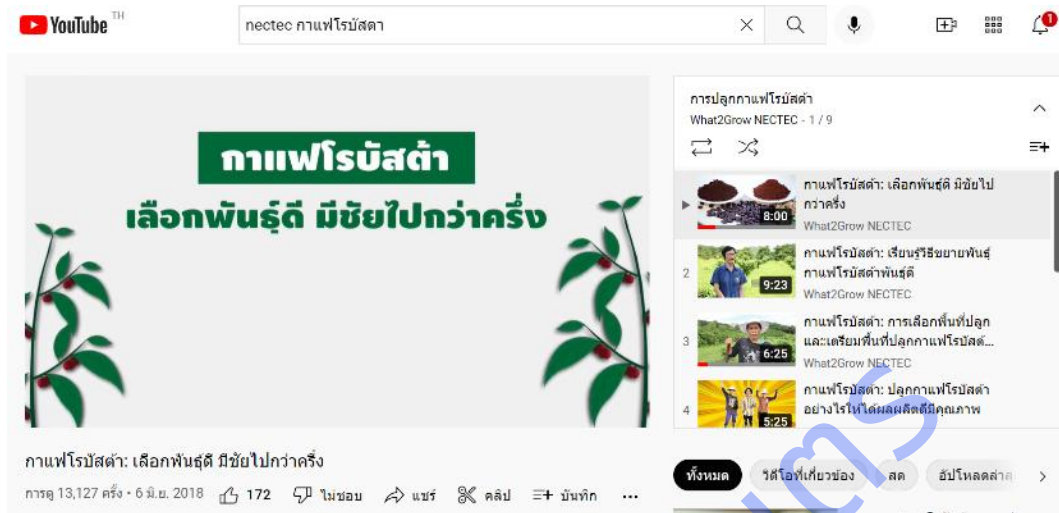 YouTube TH
nectec กาแฟโรบัสตา
1
กาแฟโรบัสต้า
เลือกพันธุ์ดี มีชัยไปกว่าครึ่ง
กาแฟโรบัสต้า: เลือกพันธุ์ดี มีชัยไปกว่าครึ่ง
การดู 13,127 ครั้ง • 6 มิ.ย. 2018 172 ไม่ชอบ แชร์ คลิป บันทึก ...
การปลูกกาแฟโรบัสต้า
What2Grow NECTEC - 1 / 9
กาแฟโรบัสต้า: เลือกพันธุ์ดี มีชัยไป
กว่าครึ่ง
8:00
What2Grow NECTEC
กาแฟโรบัสต้า: เรียนรู้วิธีขยายพันธุ์
2
กาแฟโรบัสต้าพันธุ์ดี
9:23
What2Grow NECTEC
กาแฟโรบัสต้า: การเลือกพื้นที่ปลูก
3
และเตรียมพื้นที่ปลูกกาแฟโรบัสต้...
6:25
What2Grow NECTEC
กาแฟโรบัสต้า: ปลูกกาแฟโรบัสต้า
4
อย่างไรให้ได้ผลผลิตดีมีคุณภาพ
5:25
ทั้งหมด วิดีโอที่เกี่ยวข้อง สด อัปโหลดล่าสุ